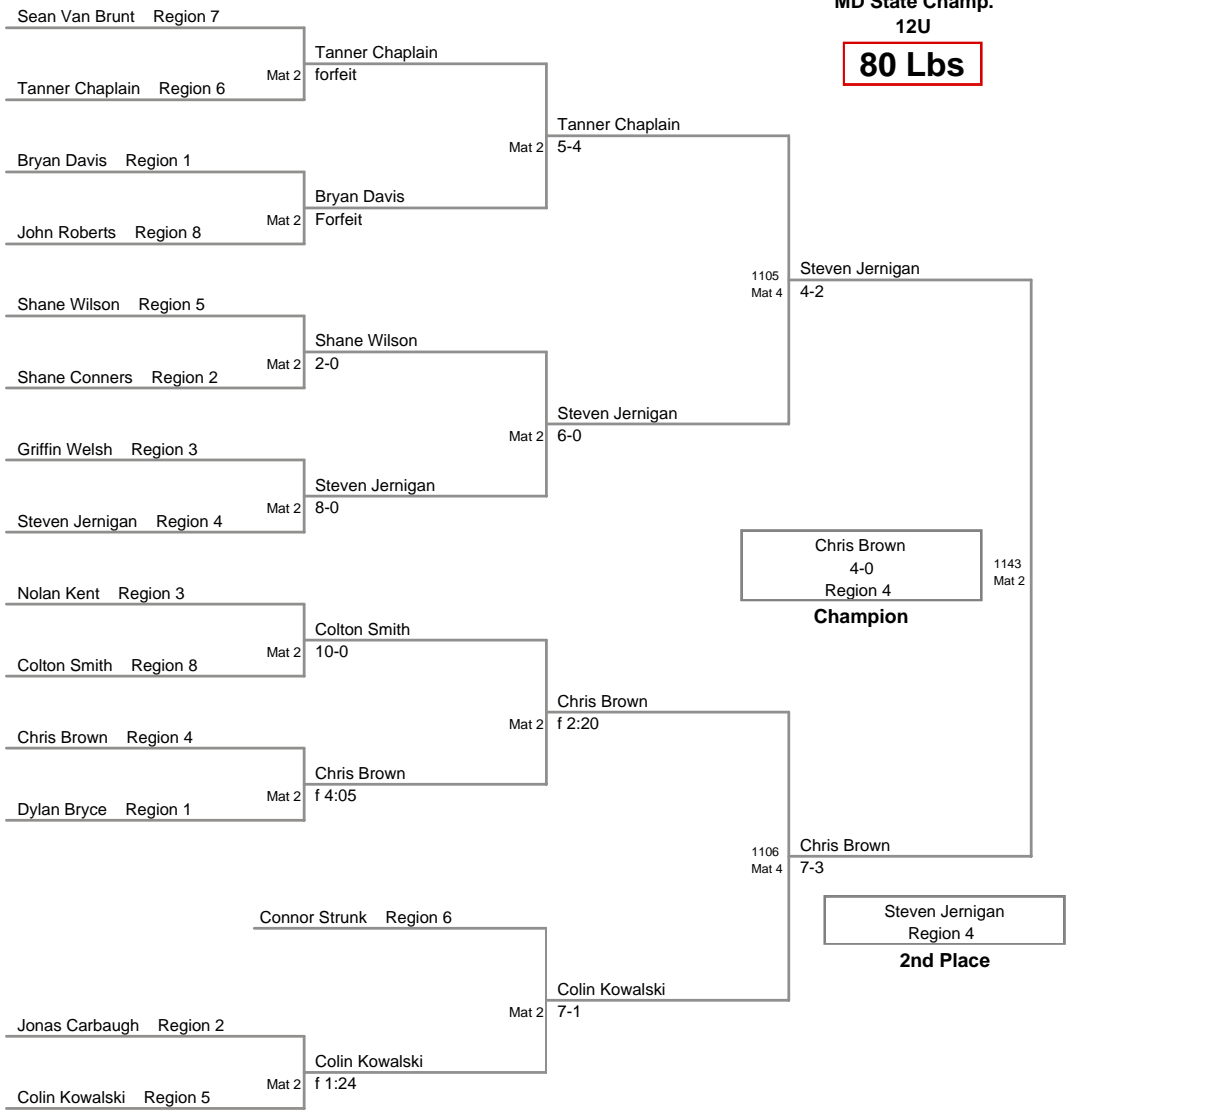 MD State Champ.
12U
80 Lbs
Sean Van Brunt Region 7
Tanner Chaplain
Mat 2 forfeit
Tanner Chaplain Region 6
Tanner Chaplain
Mat 2 5-4
Bryan Davis Region 1
Bryan Davis
Mat 2 Forfeit
John Roberts Region 8
Steven Jernigan
1105
Mat 4 4-2
Shane Wilson Region 5
Shane Wilson
Mat 2 2-0
Shane Conners Region 2
Steven Jernigan
Mat 2 6-0
Griffin Welsh Region 3
Steven Jernigan
Mat 2 8-0
Steven Jernigan Region 4
Chris Brown
4-0
Region 4
Champion
1143
Mat 2
Nolan Kent Region 3
Colton Smith
Mat 2 10-0
Colton Smith Region 8
Chris Brown
Mat 2 f 2:20
Chris Brown Region 4
Chris Brown
Mat 2 f 4:05
Dylan Bryce Region 1
Chris Brown
1106
Mat 4 7-3
Steven Jernigan
Region 4
2nd Place
Connor Strunk Region 6
Colin Kowalski
Mat 2 7-1
Jonas Carbaugh Region 2
Colin Kowalski
Mat 2 f 1:24
Colin Kowalski Region 5